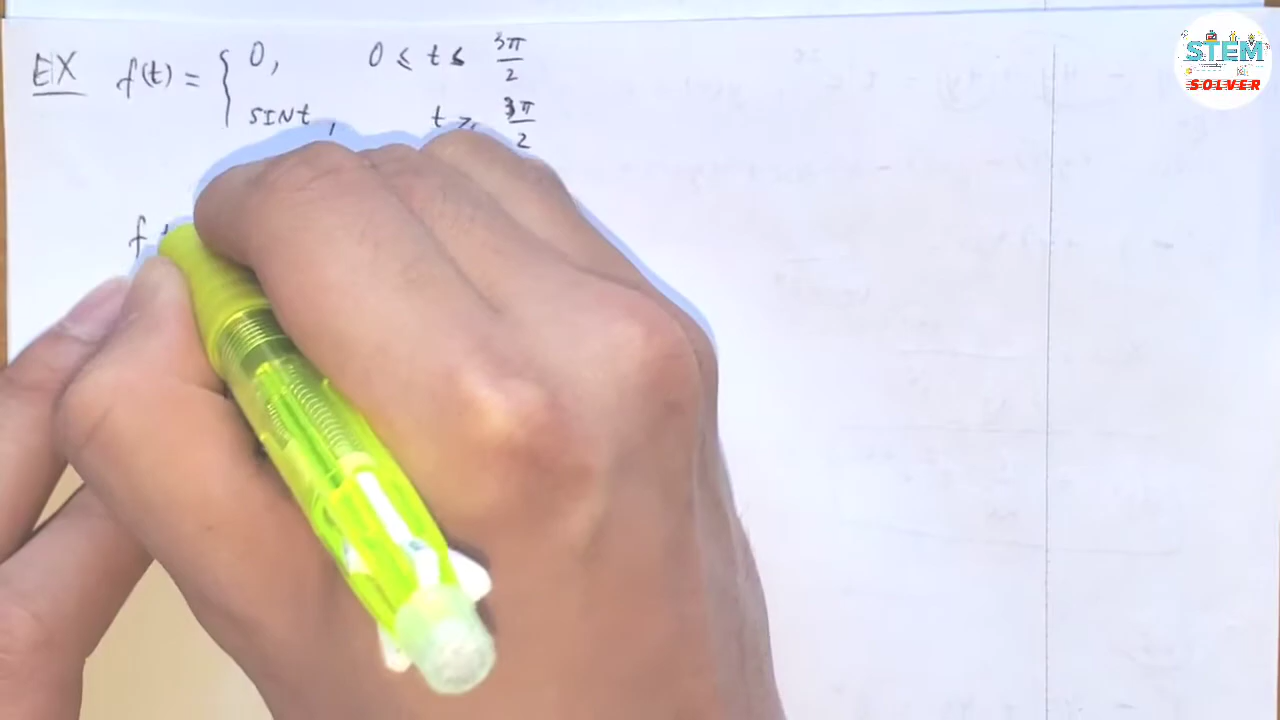 EX f(t) = { 0, 0 ≤ t ≤ 3π/2
SINt, t ≥ 3π/2
f
STEM
SOLVER